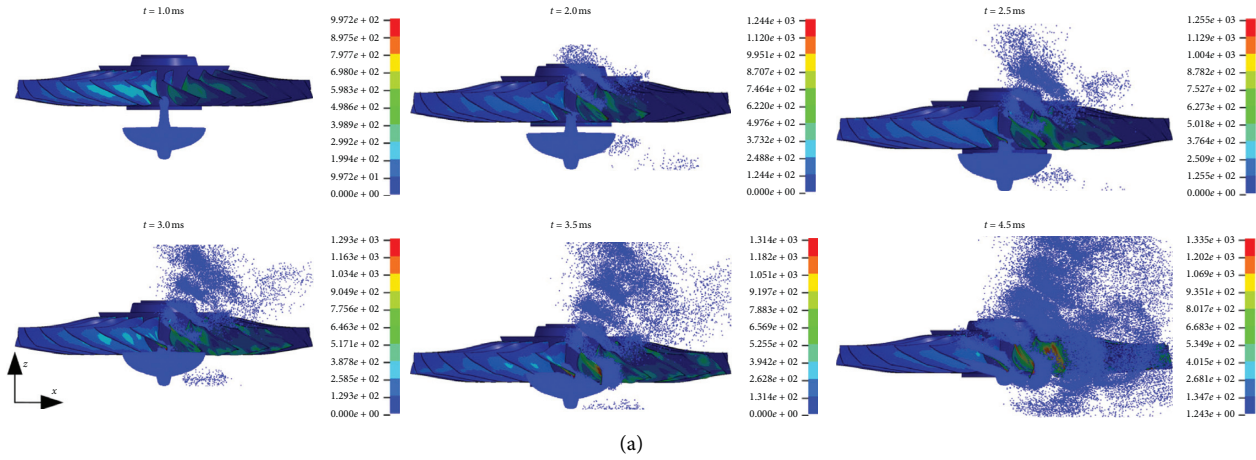 t = 1.0 ms
9.972e + 02
8.975e + 02
7.977e + 02
6.980e + 02
5.983e + 02
4.986e + 02
3.989e + 02
2.992e + 02
1.994e + 02
9.972e + 01
0.000e + 00
t = 2.0 ms
1.244e + 03
1.120e + 03
9.951e + 02
8.707e + 02
7.464e + 02
6.220e + 02
4.976e + 02
3.732e + 02
2.488e + 02
1.244e + 02
0.000e + 00
t = 2.5 ms
1.255e + 03
1.129e + 03
1.004e + 03
8.782e + 02
7.527e + 02
6.273e + 02
5.018e + 02
3.764e + 02
2.509e + 02
1.255e + 02
0.000e + 00
t = 3.0 ms
1.293e + 03
1.163e + 03
1.034e + 03
9.049e + 02
7.756e + 02
6.463e + 02
5.171e + 02
3.878e + 02
2.585e + 02
1.293e + 02
0.000e + 00
z
x
t = 3.5 ms
1.314e + 03
1.182e + 03
1.051e + 03
9.197e + 02
7.883e + 02
6.569e + 02
5.255e + 02
3.942e + 02
2.628e + 02
1.314e + 02
0.000e + 00
t = 4.5 ms
1.335e + 03
1.202e + 03
1.069e + 03
9.351e + 02
8.017e + 02
6.683e + 02
5.349e + 02
4.015e + 02
2.681e + 02
1.347e + 02
1.243e + 00
(a)